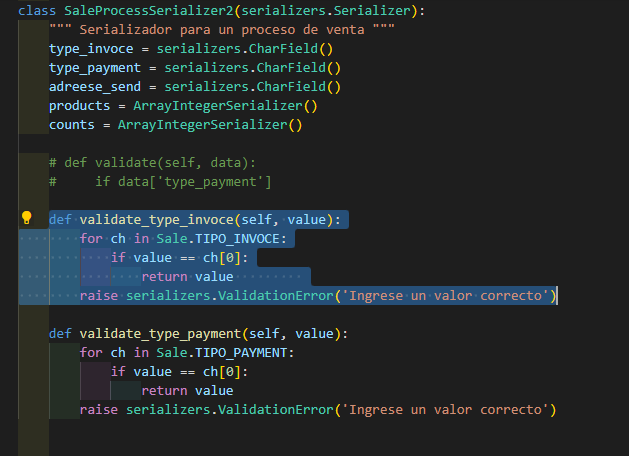 class SaleProcessSerializer2(serializers.Serializer):
    """ Serializador para un proceso de venta """
    type_invoce = serializers.CharField()
    type_payment = serializers.CharField()
    adreese_send = serializers.CharField()
    products = ArrayIntegerSerializer()
    counts = ArrayIntegerSerializer()
    # def validate(self, data):
    #     if data['type_payment']
    def validate_type_invoce(self, value):
        for ch in Sale.TIPO_INVOCE:
            if value == ch[0]:
                return value
        raise serializers.ValidationError('Ingrese un valor correcto')
    def validate_type_payment(self, value):
        for ch in Sale.TIPO_PAYMENT:
            if value == ch[0]:
                return value
        raise serializers.ValidationError('Ingrese un valor correcto')